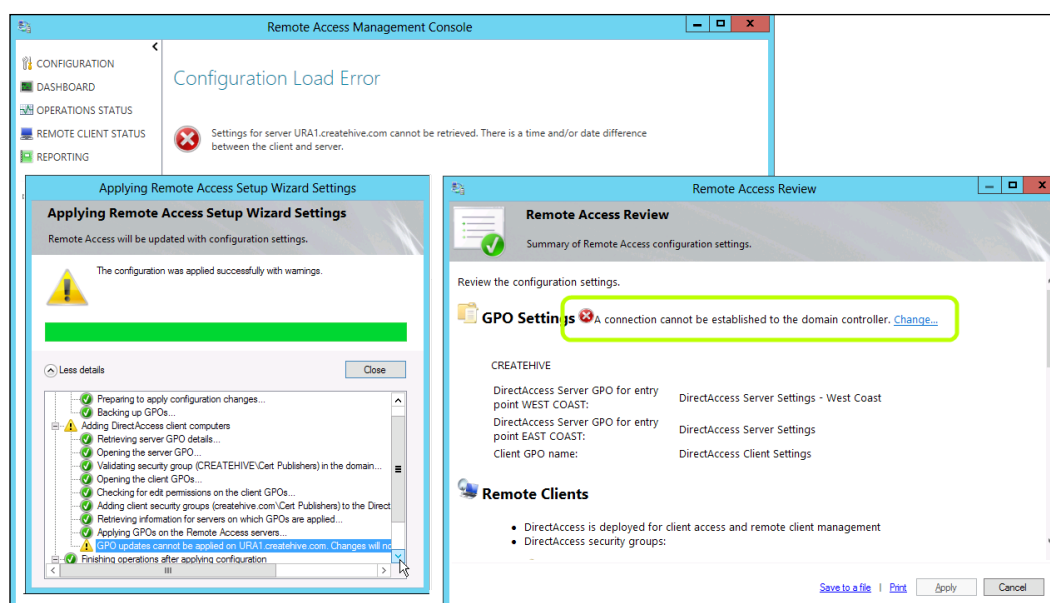 Remote Access Management Console
CONFIGURATION
DASHBOARD
OPERATIONS STATUS
REMOTE CLIENT STATUS
REPORTING
Configuration Load Error
Settings for server URA1.createhive.com cannot be retrieved. There is a time and/or date difference
between the client and server.
Applying Remote Access Setup Wizard Settings
Applying Remote Access Setup Wizard Settings
Remote Access will be updated with configuration settings.
The configuration was applied successfully with warnings.
Less details
Close
Preparing to apply configuration changes...
Backing up GPOs...
Adding DirectAccess client computers
Retrieving server GPO details...
Opening the server GPO...
Validating security group (CREATEHIVE\Cert Publishers) in the domain...
Opening the client GPOs...
Checking for edit permissions on the client GPOs...
Adding client security groups (createhive.com\Cert Publishers) to the Direct
Retrieving information for servers on which GPOs are applied...
Applying GPOs on the Remote Access servers...
GPO updates cannot be applied on URA1.createhive.com. Changes will no
Finishing operations after applying configuration
Remote Access Review
Remote Access Review
Summary of Remote Access configuration settings.
Review the configuration settings.
GPO Settings A connection cannot be established to the domain controller. Change...
CREATEHIVE
DirectAccess Server GPO for entry
point WEST COAST: DirectAccess Server Settings - West Coast
DirectAccess Server GPO for entry
point EAST COAST: DirectAccess Server Settings
Client GPO name: DirectAccess Client Settings
Remote Clients
• DirectAccess is deployed for client access and remote client management
• DirectAccess security groups:
Save to a file | Print Apply Cancel